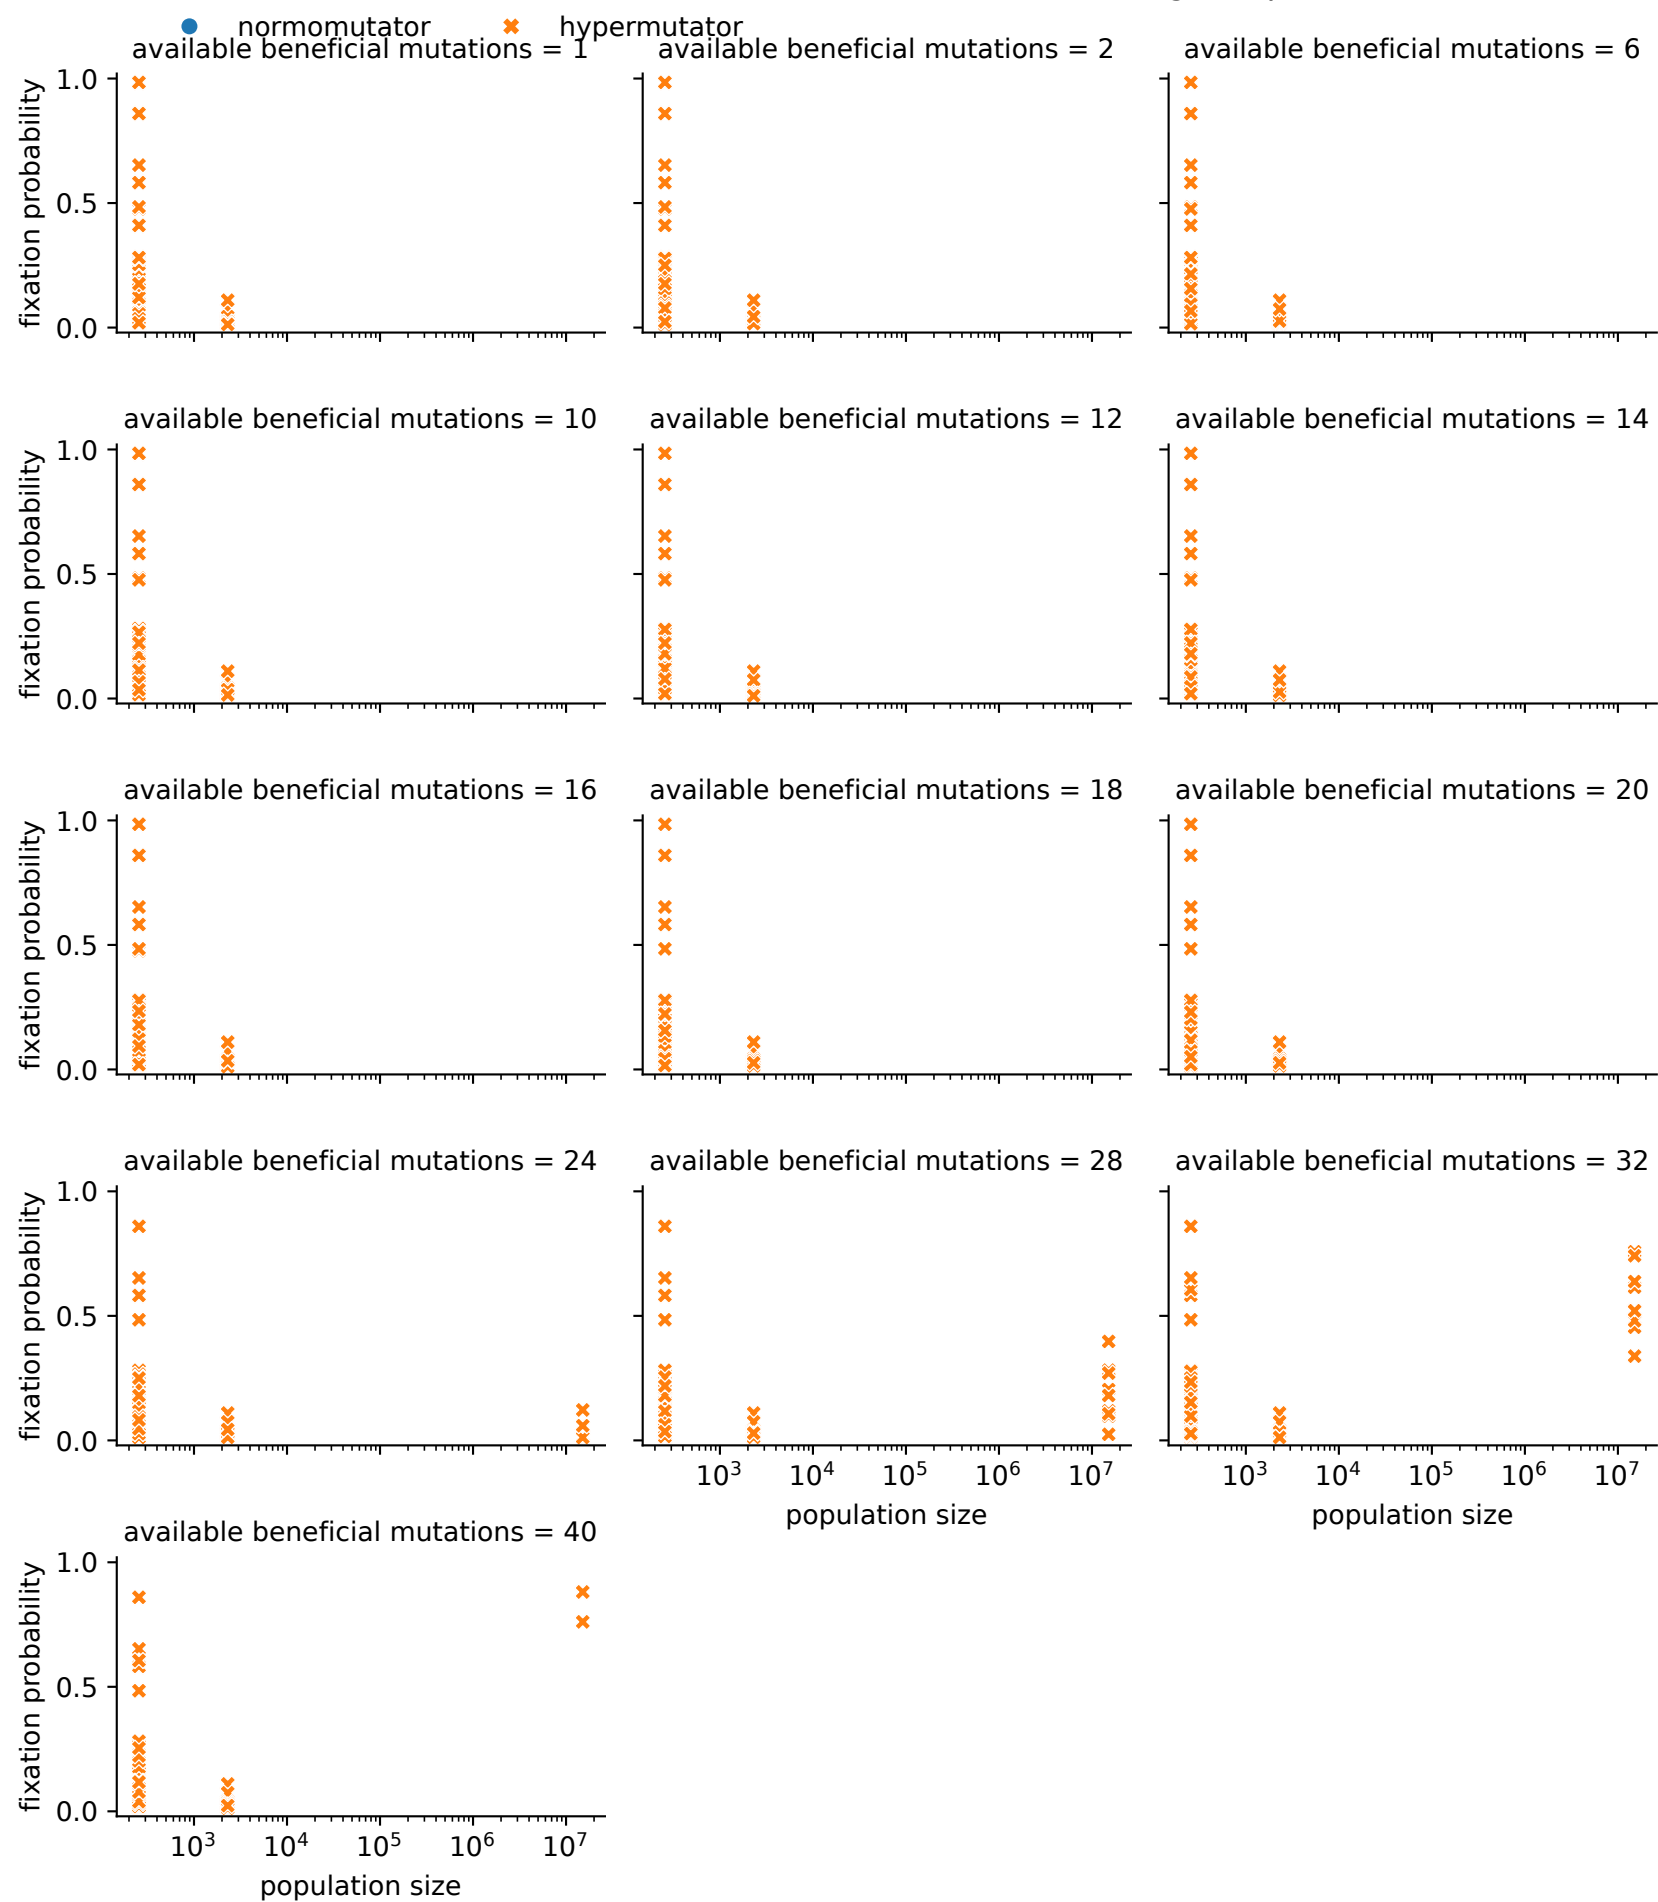 normomutator hypermutator
available beneficial mutations = 1 available beneficial mutations = 2 available beneficial mutations = 6
fixation probability
1.0
0.5
0.0
available beneficial mutations = 10 available beneficial mutations = 12 available beneficial mutations = 14
fixation probability
1.0
0.5
0.0
available beneficial mutations = 16 available beneficial mutations = 18 available beneficial mutations = 20
fixation probability
1.0
0.5
0.0
available beneficial mutations = 24 available beneficial mutations = 28 available beneficial mutations = 32
fixation probability
1.0
0.5
0.0
10³ 10⁴ 10⁵ 10⁶ 10⁷ 10³ 10⁴ 10⁵ 10⁶ 10⁷
population size population size
available beneficial mutations = 40
fixation probability
1.0
0.5
0.0
10³ 10⁴ 10⁵ 10⁶ 10⁷
population size